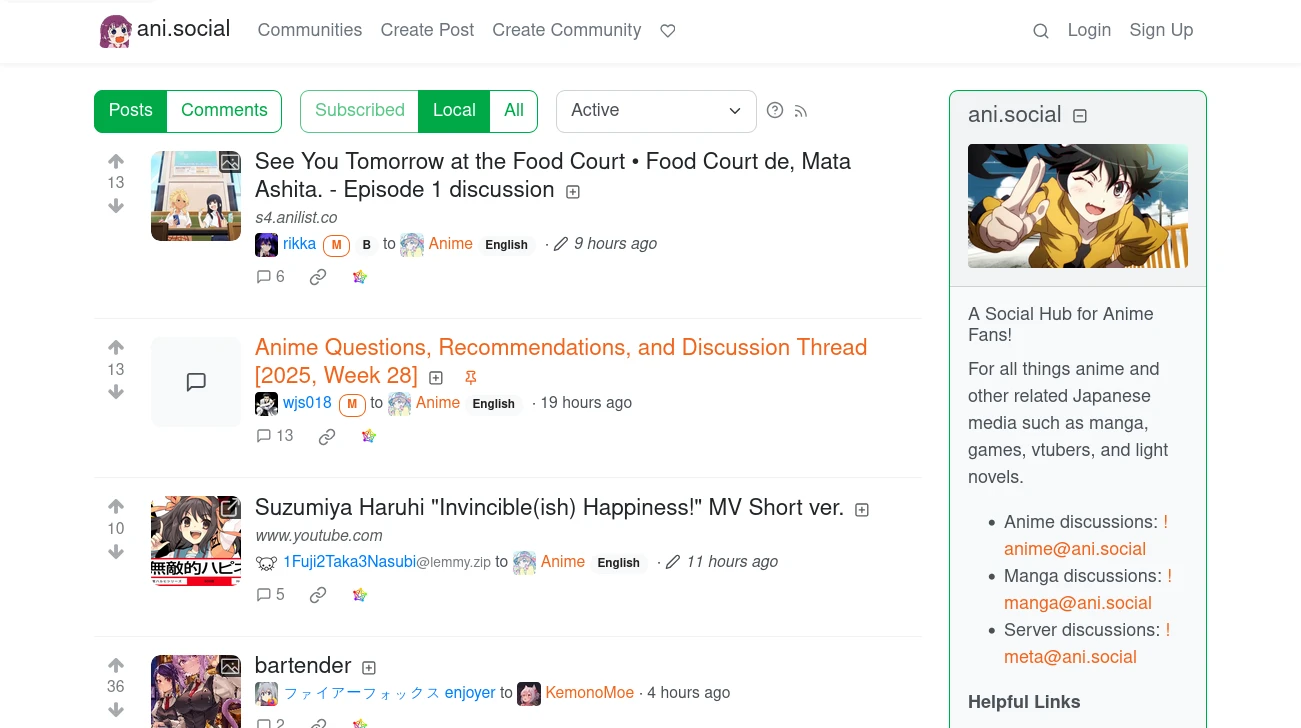 ani.social Communities Create Post Create Community Login Sign Up
Posts Comments Subscribed Local All Active
13
See You Tomorrow at the Food Court • Food Court de, Mata
Ashita. - Episode 1 discussion
s4.anilist.co
rikka M B to Anime English · 9 hours ago
6
13
Anime Questions, Recommendations, and Discussion Thread
[2025, Week 28]
wjs018 M to Anime English · 19 hours ago
13
10
Suzumiya Haruhi "Invincible(ish) Happiness!" MV Short ver.
www.youtube.com
1Fuji2Taka3Nasubi@lemmy.zip to Anime English · 11 hours ago
無敵的ハピネ
5
36
bartender
ファイアーフォックス enjoyer to KemonoMoe · 4 hours ago
2
ani.social
A Social Hub for Anime
Fans!
For all things anime and
other related Japanese
media such as manga,
games, vtubers, and light
novels.
Anime discussions: !
anime@ani.social
Manga discussions: !
manga@ani.social
Server discussions: !
meta@ani.social
Helpful Links